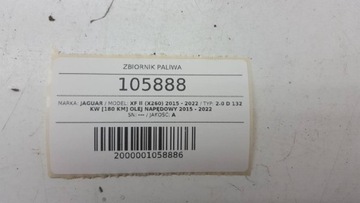 ZBIORNIK PALIWA
105888
MARKA: JAGUAR / MODEL: XF II (X260) 2015 - 2022 / TYP: 2.0 D 132
KW [180 KM] OLEJ NAPĘDOWY 2015 - 2022
SN: --- / JAKOŚĆ: A
2000001058886